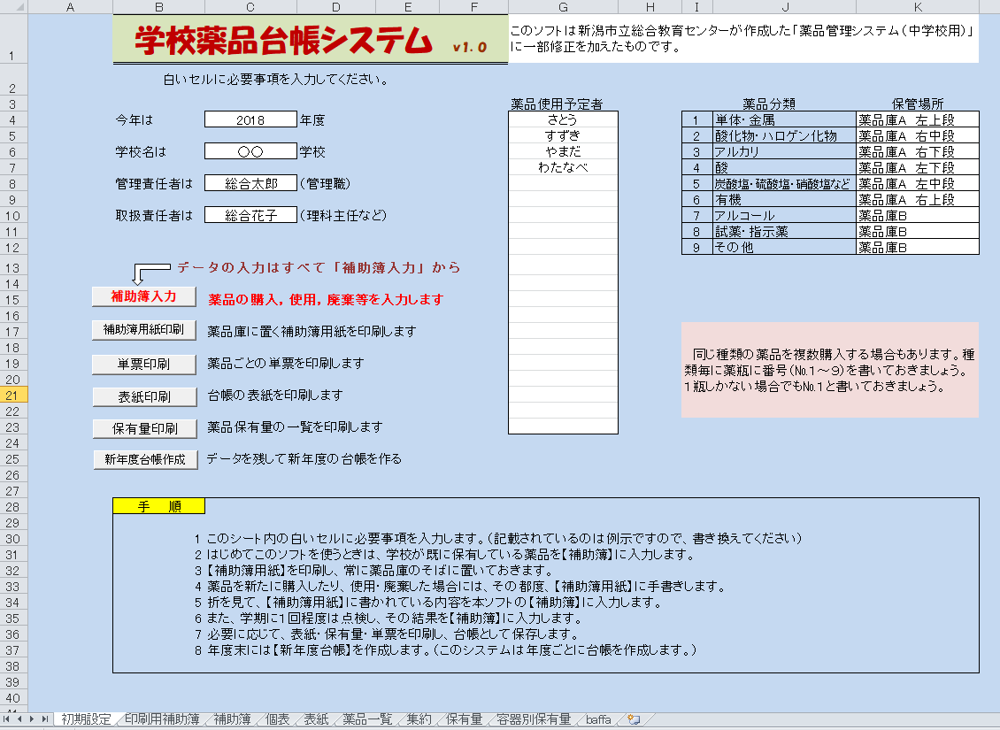 A B C D E F G H I J K
学校薬品台帳システム v1.0
このソフトは新潟市立総合教育センターが作成した「薬品管理システム(中学校用)」
に一部修正を加えたものです。
白いセルに必要事項を入力してください。
薬品使用予定者
薬品分類 保管場所
今年は 2018 年度
さとう
1 単体・金属 薬品庫A 左上段
すずき
2 酸化物・ハロゲン化物 薬品庫A 右中段
学校名は 〇〇 学校
やまだ
3 アルカリ 薬品庫A 右下段
わたなべ
4 酸 薬品庫A 左下段
管理責任者は 総合太郎 (管理職)
5 炭酸塩・硫酸塩・硝酸塩など 薬品庫A 左中段
6 有機 薬品庫A 右上段
取扱責任者は 総合花子 (理科主任など)
7 アルコール 薬品庫B
8 試薬・指示薬 薬品庫B
9 その他 薬品庫B
データの入力はすべて「補助簿入力」から
補助簿入力 薬品の購入，使用，廃棄等を入力します
補助簿用紙印刷 薬品庫に置く補助簿用紙を印刷します
単票印刷 薬品ごとの単票を印刷します
表紙印刷 台帳の表紙を印刷します
保有量印刷 薬品保有量の一覧を印刷します
新年度台帳作成 データを残して新年度の台帳を作る
同じ種類の薬品を複数購入する場合もあります。種
類毎に薬瓶に番号(№1～9)を書いておきましょう。
1瓶しかない場合でも№1と書いておきましょう。
手 順
1 このシート内の白いセルに必要事項を入力します。(記載されているのは例示ですので、書き換えてください)
2 はじめてこのソフトを使うときは、学校が既に保有している薬品を【補助簿】に入力します。
3 【補助簿用紙】を印刷し、常に薬品庫のそばに置いておきます。
4 薬品を新たに購入したり、使用・廃棄した場合には、その都度、【補助簿用紙】に手書きします。
5 折を見て、【補助簿用紙】に書かれている内容を本ソフトの【補助簿】に入力します。
6 また、学期に1回程度は点検し、その結果を【補助簿】に入力します。
7 必要に応じて、表紙・保有量・単票を印刷し、台帳として保存します。
8 年度末には【新年度台帳】を作成します。(このシステムは年度ごとに台帳を作成します。)
1
2
3
4
5
6
7
8
9
10
11
12
13
14
15
16
17
18
19
20
21
22
23
24
25
26
27
28
29
30
31
32
33
34
35
36
37
38
39
40
初期設定 印刷用補助簿 補助簿 個表 表紙 薬品一覧 集約 保有量 容器別保有量 baffa